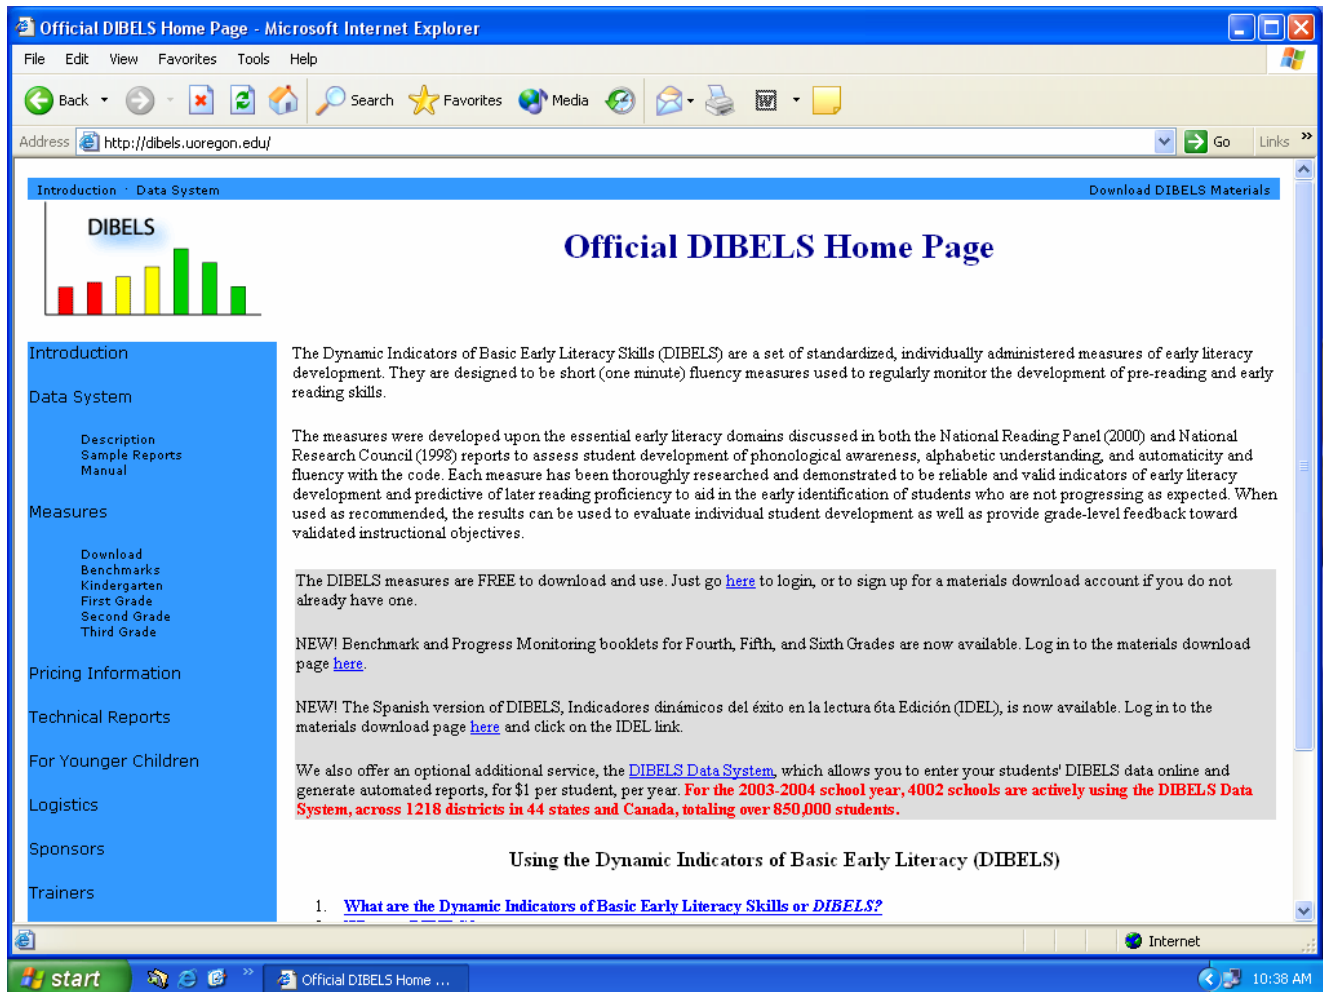 Official DIBELS Home Page - Microsoft Internet Explorer
File Edit View Favorites Tools Help
Back Search Favorites Media
Address http://dibels.uoregon.edu/ Go Links »
Introduction · Data System Download DIBELS Materials
DIBELS
Official DIBELS Home Page
Introduction
Data System
Description
Sample Reports
Manual
Measures
Download
Benchmarks
Kindergarten
First Grade
Second Grade
Third Grade
Pricing Information
Technical Reports
For Younger Children
Logistics
Sponsors
Trainers
The Dynamic Indicators of Basic Early Literacy Skills (DIBELS) are a set of standardized, individually administered measures of early literacy
development. They are designed to be short (one minute) fluency measures used to regularly monitor the development of pre-reading and early
reading skills.
The measures were developed upon the essential early literacy domains discussed in both the National Reading Panel (2000) and National
Research Council (1998) reports to assess student development of phonological awareness, alphabetic understanding, and automaticity and
fluency with the code. Each measure has been thoroughly researched and demonstrated to be reliable and valid indicators of early literacy
development and predictive of later reading proficiency to aid in the early identification of students who are not progressing as expected. When
used as recommended, the results can be used to evaluate individual student development as well as provide grade-level feedback toward
validated instructional objectives.
The DIBELS measures are FREE to download and use. Just go here to login, or to sign up for a materials download account if you do not
already have one.
NEW! Benchmark and Progress Monitoring booklets for Fourth, Fifth, and Sixth Grades are now available. Log in to the materials download
page here.
NEW! The Spanish version of DIBELS, Indicadores dinámicos del éxito en la lectura 6ta Edición (IDEL), is now available. Log in to the
materials download page here and click on the IDEL link.
We also offer an optional additional service, the DIBELS Data System, which allows you to enter your students' DIBELS data online and
generate automated reports, for $1 per student, per year. For the 2003-2004 school year, 4002 schools are actively using the DIBELS Data
System, across 1218 districts in 44 states and Canada, totaling over 850,000 students.
Using the Dynamic Indicators of Basic Early Literacy (DIBELS)
1. What are the Dynamic Indicators of Basic Early Literacy Skills or DIBELS?
Internet
start » Official DIBELS Home ... 10:38 AM